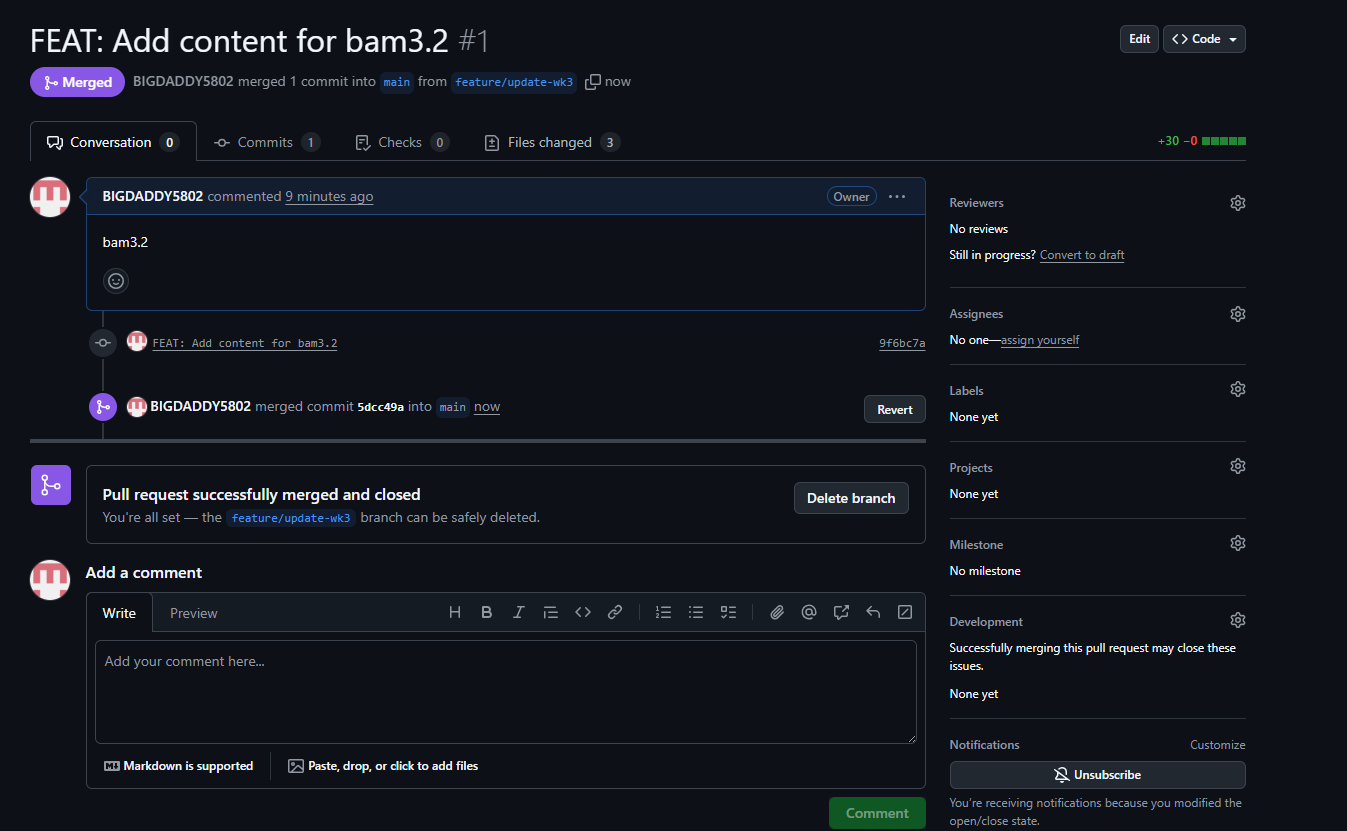 FEAT: Add content for bam3.2 #1
Edit
<> Code
Merged BIGDADDY5802 merged 1 commit into main from feature/update-wk3 now
Conversation 0
Commits 1
Checks 0
Files changed 3
+30 −0
BIGDADDY5802 commented 9 minutes ago
Owner
bam3.2
FEAT: Add content for bam3.2
9f6bc7a
BIGDADDY5802 merged commit 5dcc49a into main now
Revert
Pull request successfully merged and closed
You're all set — the feature/update-wk3 branch can be safely deleted.
Delete branch
Add a comment
Write
Preview
Add your comment here...
Markdown is supported
Paste, drop, or click to add files
Comment
Reviewers
No reviews
Still in progress? Convert to draft
Assignees
No one—assign yourself
Labels
None yet
Projects
None yet
Milestone
No milestone
Development
Successfully merging this pull request may close these
issues.
None yet
Notifications
Customize
Unsubscribe
You're receiving notifications because you modified the
open/close state.